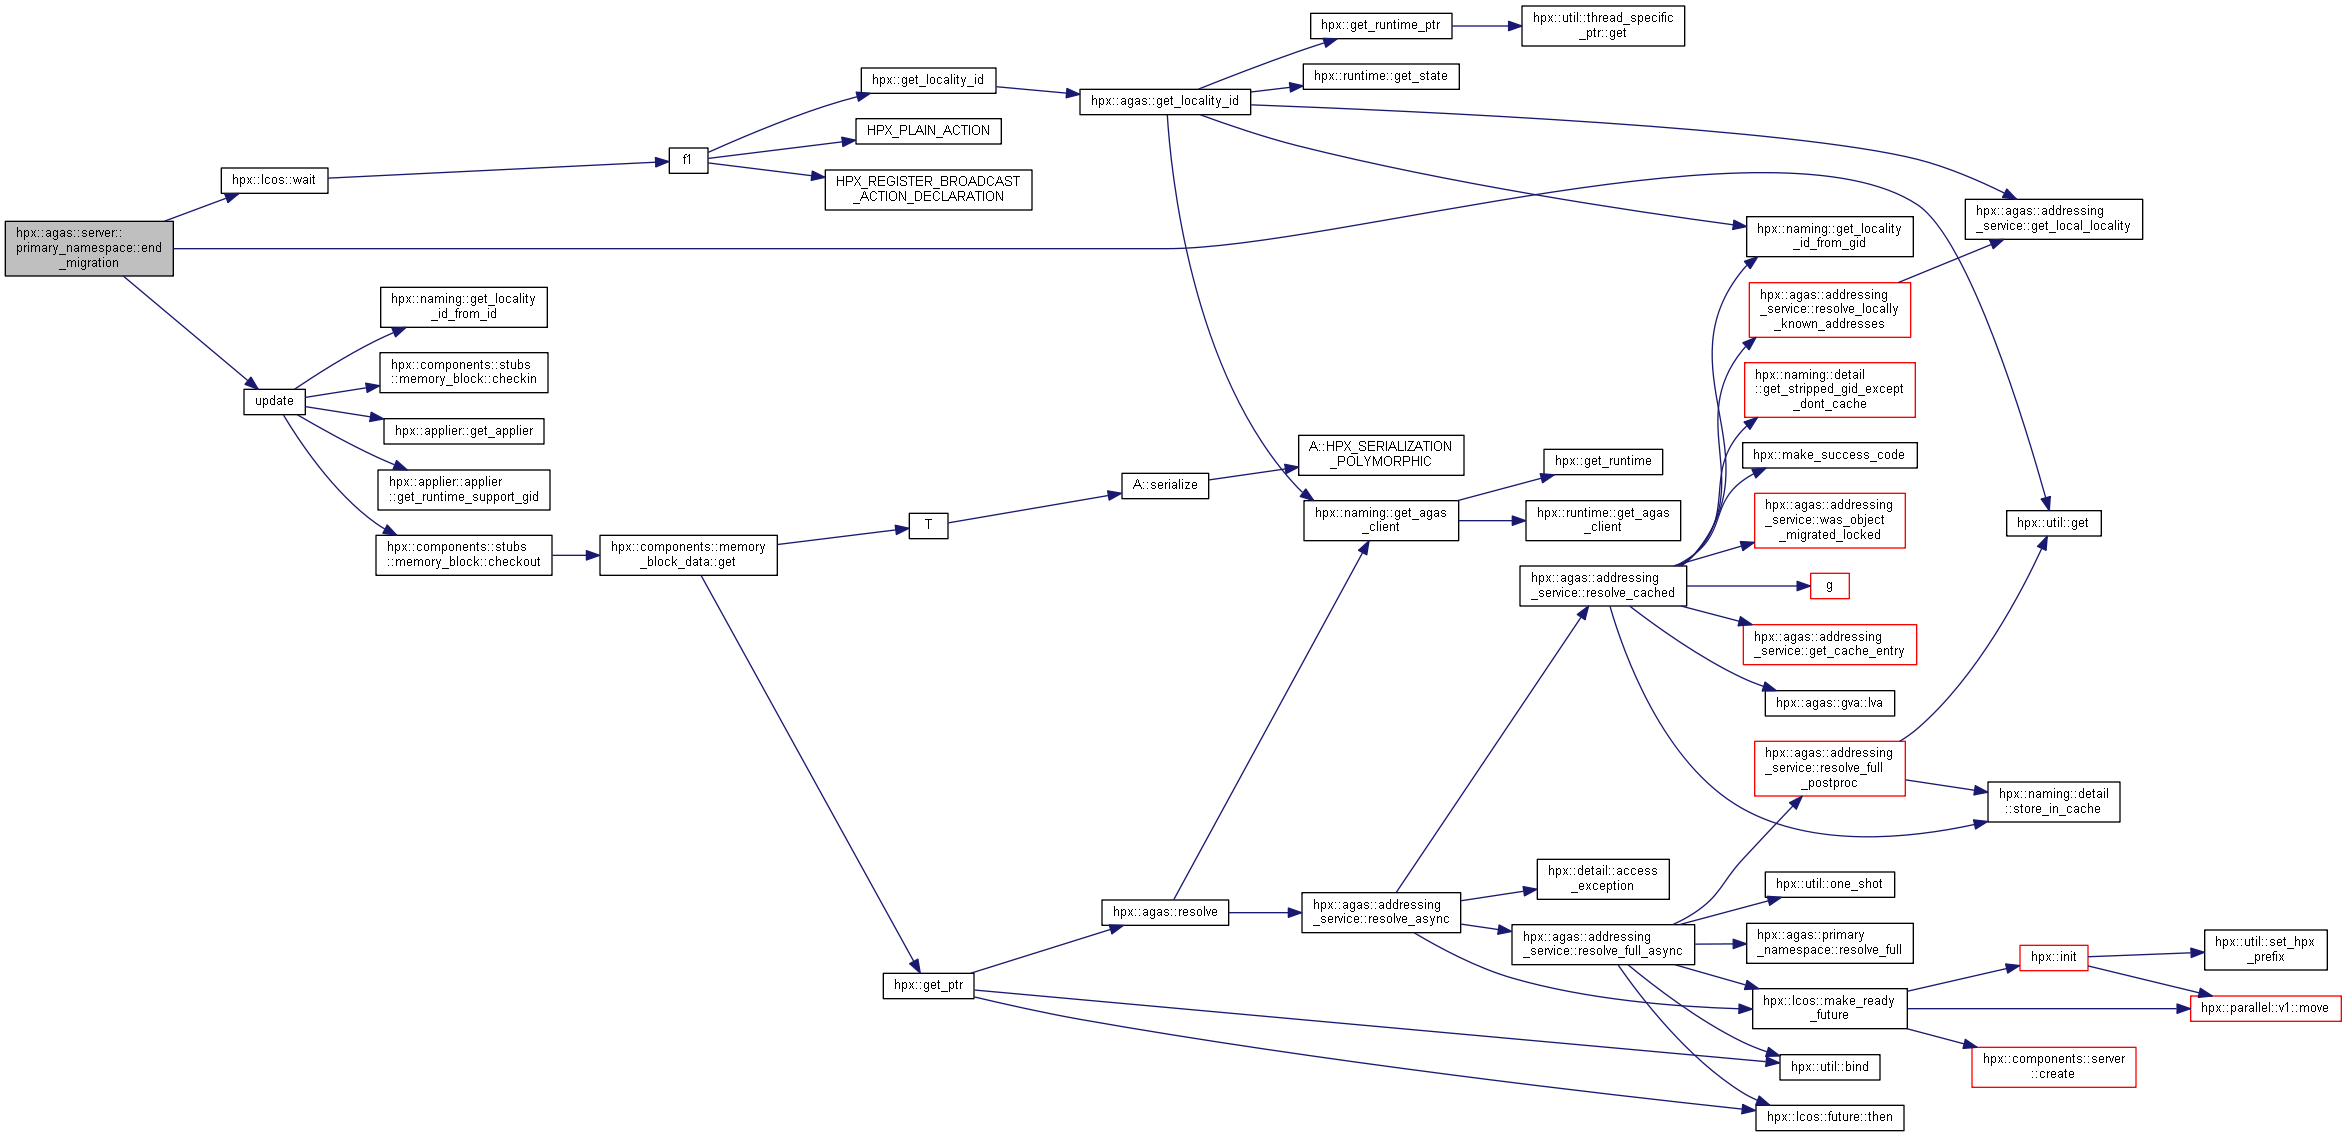 hpx::agas::server::
primary_namespace::end
_migration
hpx::lcos::wait
f1
hpx::get_locality_id
HPX_PLAIN_ACTION
HPX_REGISTER_BROADCAST
_ACTION_DECLARATION
hpx::agas::get_locality_id
hpx::get_runtime_ptr
hpx::util::thread_specific
_ptr::get
hpx::runtime::get_state
hpx::naming::get_locality
_id_from_gid
hpx::agas::addressing
_service::get_local_locality
hpx::agas::addressing
_service::resolve_locally
_known_addresses
hpx::naming::detail
::get_stripped_gid_except
_dont_cache
hpx::make_success_code
hpx::agas::addressing
_service::was_object
_migrated_locked
g
hpx::agas::addressing
_service::get_cache_entry
hpx::agas::gva::lva
hpx::util::get
update
hpx::naming::get_locality
_id_from_id
hpx::components::stubs
::memory_block::checkin
hpx::applier::get_applier
hpx::applier::applier
::get_runtime_support_gid
hpx::components::stubs
::memory_block::checkout
hpx::components::memory
_block_data::get
T
A::serialize
A::HPX_SERIALIZATION
_POLYMORPHIC
hpx::naming::get_agas
_client
hpx::get_runtime
hpx::runtime::get_agas
_client
hpx::agas::addressing
_service::resolve_cached
hpx::agas::addressing
_service::resolve_full
_postproc
hpx::naming::detail
::store_in_cache
hpx::get_ptr
hpx::agas::resolve
hpx::agas::addressing
_service::resolve_async
hpx::detail::access
_exception
hpx::agas::addressing
_service::resolve_full_async
hpx::util::one_shot
hpx::agas::primary
_namespace::resolve_full
hpx::lcos::make_ready
_future
hpx::util::bind
hpx::lcos::future::then
hpx::init
hpx::util::set_hpx
_prefix
hpx::parallel::v1::move
hpx::components::server
::create